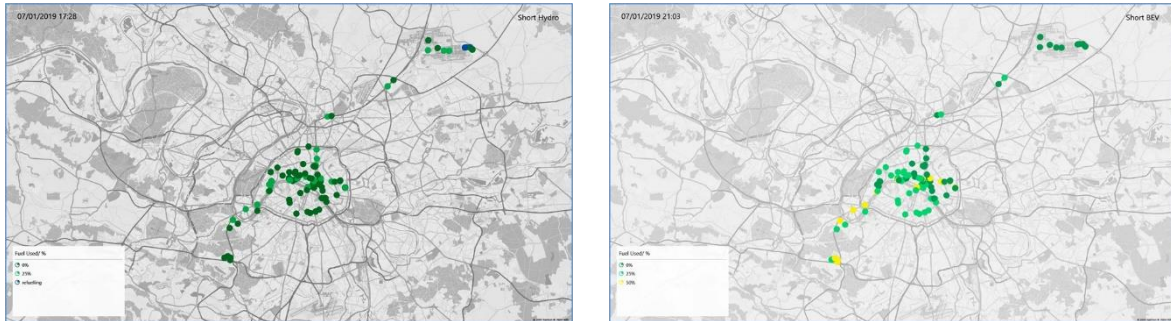 07/01/2019 17:28
Short Hydro
Fuel Used/ %
0%
25%
refuelling
07/01/2019 21:03
Short BEV
Fuel Used/ %
0%
25%
50%